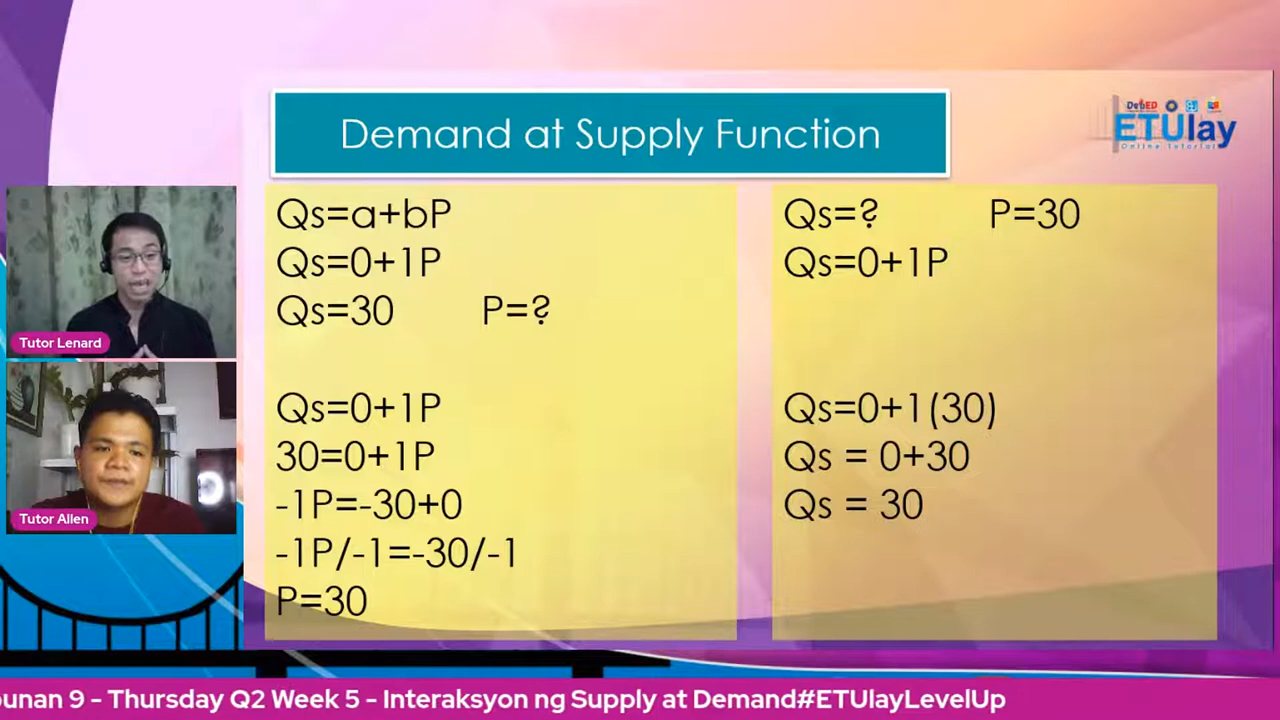 Demand at Supply Function
DepED
ETUlay
Online Tutorial
Qs=a+bP
Qs=0+1P
Qs=30 P=?
Qs=0+1P
30=0+1P
-1P=-30+0
-1P/-1=-30/-1
P=30
Qs=? P=30
Qs=0+1P
Qs=0+1(30)
Qs = 0+30
Qs = 30
Tutor Lenard
Tutor Allen
ounan 9 - Thursday Q2 Week 5 - Interaksyon ng Supply at Demand#ETUlayLevelUp